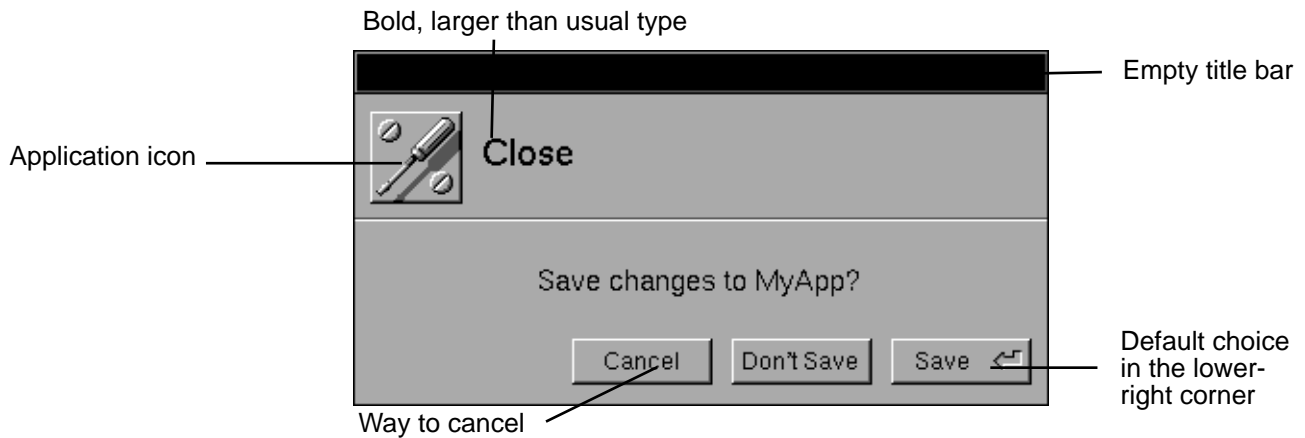 Bold, larger than usual type
Empty title bar
Application icon
Close
Save changes to MyApp?
Cancel
Don't Save
Save
Default choice
in the lower-
right corner
Way to cancel